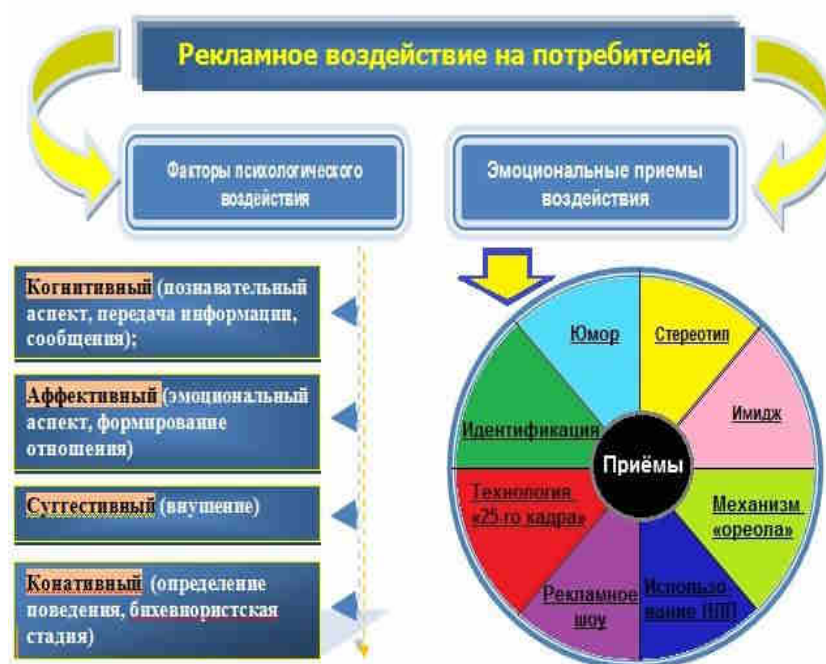 Рекламное воздействие на потребителей
Факторы психологического
воздействия
Эмоциональные приемы
воздействия
Когнитивный (познавательный
аспект, передача информации,
сообщения);
Аффективный (эмоциональный
аспект, формирование
отношения)
Суггестивный (внушение)
Конативный (определение
поведения, бихевиористская
стадия)
Юмор
Стереотип
Имидж
Механизм
«ореола»
Использо
вание НЛП
Рекламное
шоу
Технология
«25-го кадра»
Идентификация
Приёмы